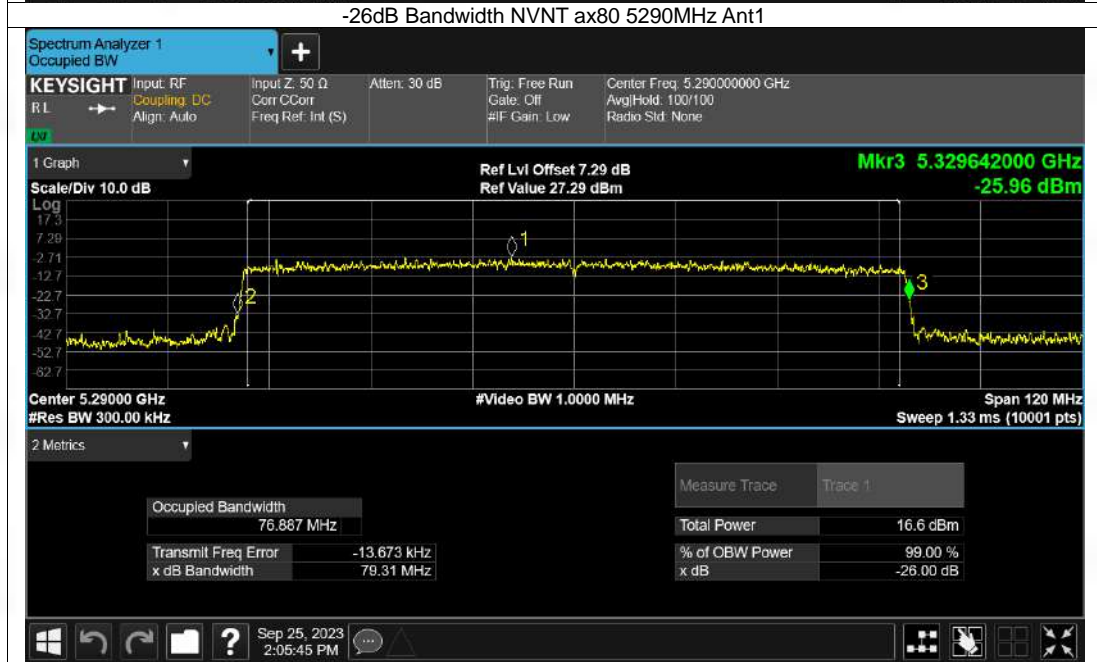 -26dB Bandwidth NVNT ax80 5290MHz Ant1
Spectrum Analyzer 1
Occupied BW
+
KEYSIGHT Input: RF Input Z: 50 Ω Atten: 30 dB Trig: Free Run Center Freq: 5.290000000 GHz
RL Coupling: DC Corr CCorr Gate: Off Avg|Hold: 100/100
Align: Auto Freq Ref: Int (S) #IF Gain: Low Radio Std: None
LXI
1 Graph Ref Lvl Offset 7.29 dB Mkr3 5.329642000 GHz
Scale/Div 10.0 dB Ref Value 27.29 dBm -25.96 dBm
Log
17.3
7.29
-2.71
-12.7
-22.7
-32.7
-42.7
-52.7
-62.7
1
2
3
Center 5.29000 GHz #Video BW 1.0000 MHz Span 120 MHz
#Res BW 300.00 kHz Sweep 1.33 ms (10001 pts)
2 Metrics
Measure Trace Trace 1
Occupied Bandwidth
76.887 MHz Total Power 16.6 dBm
Transmit Freq Error -13.673 kHz % of OBW Power 99.00 %
x dB Bandwidth 79.31 MHz x dB -26.00 dB
? Sep 25, 2023
2:05:45 PM